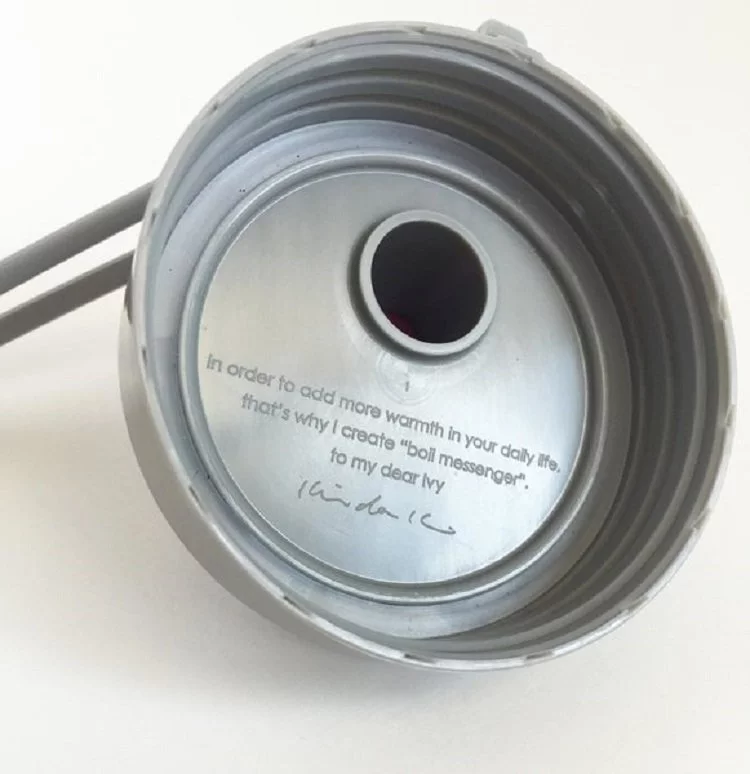 In order to add more warmth in your daily life.
that's why I create "boil messenger".
to my dear Ivy